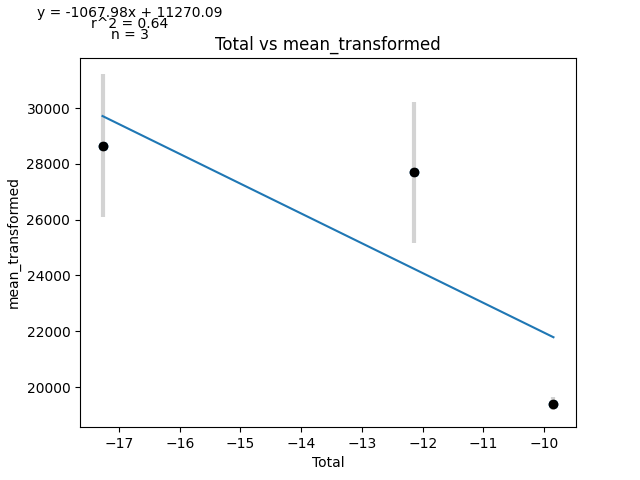 y = -1067.98x + 11270.09
r^2 = 0.64
n = 3
Total vs mean_transformed
mean_transformed
30000
28000
26000
24000
22000
20000
−17 −16 −15 −14 −13 −12 −11 −10
Total